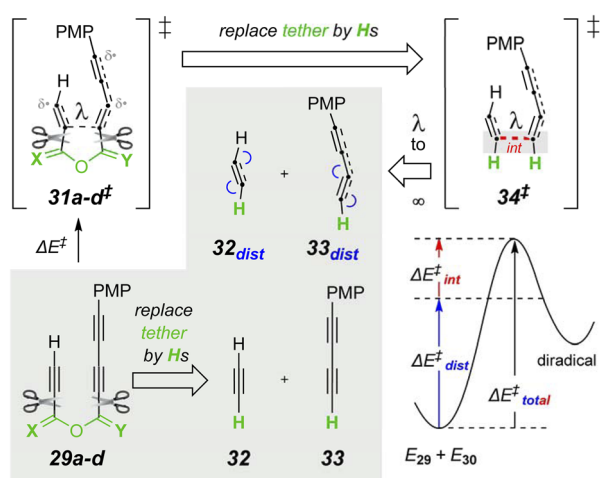 PMP
‡
replace tether by Hs
‡
PMP
H
δ•
δ•
λ
δ•
X
O
Y
31a-d‡
PMP
H
+
H
H
32dist
33dist
λ
to
∞
H
λ
int
H
H
34‡
ΔE‡
PMP
H
X
O
Y
29a-d
replace
tether
by Hs
PMP
H
+
H
H
32
33
ΔE‡int
ΔE‡dist
ΔE‡total
diradical
E29 + E30